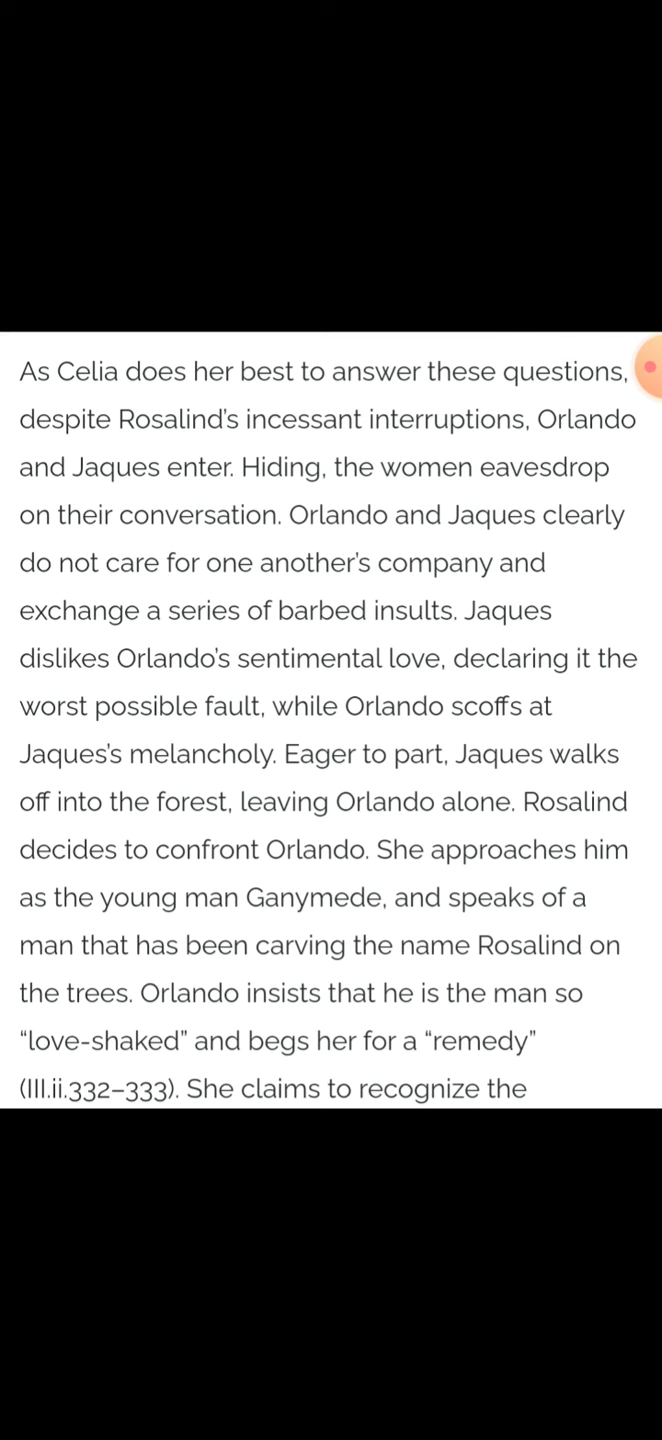 As Celia does her best to answer these questions,
despite Rosalind’s incessant interruptions, Orlando
and Jaques enter. Hiding, the women eavesdrop
on their conversation. Orlando and Jaques clearly
do not care for one another’s company and
exchange a series of barbed insults. Jaques
dislikes Orlando’s sentimental love, declaring it the
worst possible fault, while Orlando scoffs at
Jaques’s melancholy. Eager to part, Jaques walks
off into the forest, leaving Orlando alone. Rosalind
decides to confront Orlando. She approaches him
as the young man Ganymede, and speaks of a
man that has been carving the name Rosalind on
the trees. Orlando insists that he is the man so
“love-shaked” and begs her for a “remedy”
(III.ii.332–333). She claims to recognize the